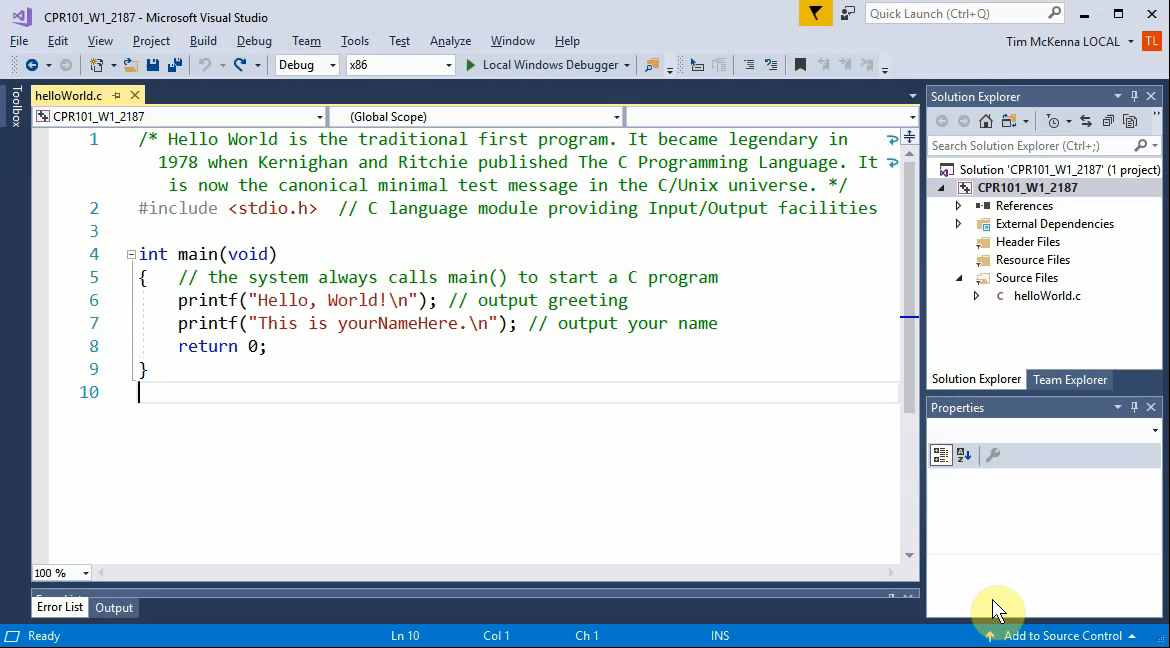 CPR101_W1_2187 - Microsoft Visual Studio
Quick Launch (Ctrl+Q)
File Edit View Project Build Debug Team Tools Test Analyze Window Help
Tim McKenna LOCAL TL
Debug x86 Local Windows Debugger
Toolbox
helloWorld.c
CPR101_W1_2187 (Global Scope)
1 /* Hello World is the traditional first program. It became legendary in
1978 when Kernighan and Ritchie published The C Programming Language. It
is now the canonical minimal test message in the C/Unix universe. */
2 #include <stdio.h> // C language module providing Input/Output facilities
3
4 int main(void)
5 { // the system always calls main() to start a C program
6 printf("Hello, World!\n"); // output greeting
7 printf("This is yourNameHere.\n"); // output your name
8 return 0;
9 }
10
100 %
Error List Output
Solution Explorer
Search Solution Explorer (Ctrl+;)
Solution 'CPR101_W1_2187' (1 project)
CPR101_W1_2187
References
External Dependencies
Header Files
Resource Files
Source Files
C helloWorld.c
Solution Explorer Team Explorer
Properties
Ready Ln 10 Col 1 Ch 1 INS Add to Source Control